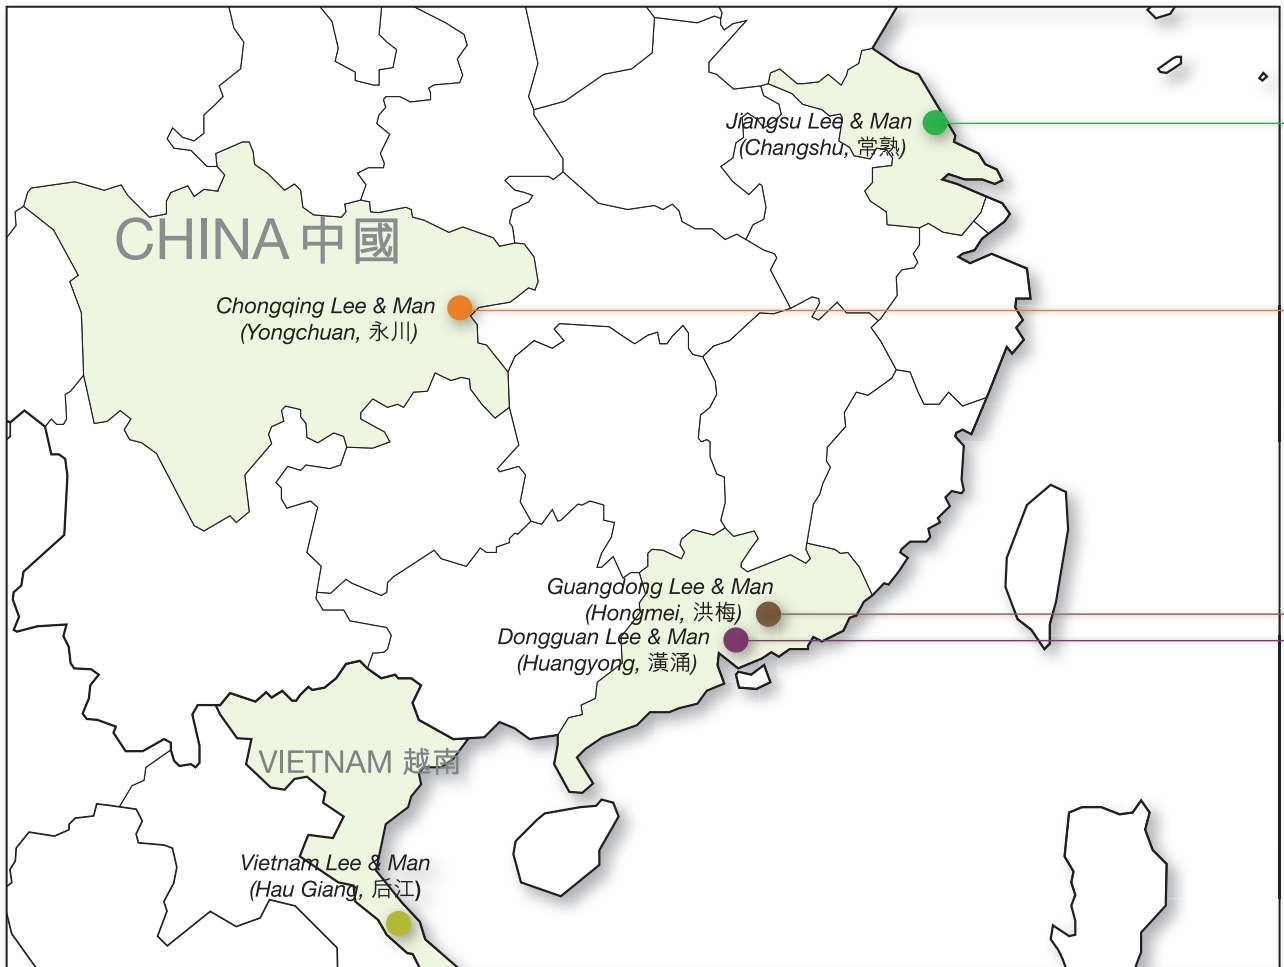 Jiangsu Lee & Man
(Changshu, 常熟)
CHINA 中國
Chongqing Lee & Man
(Yongchuan, 永川)
Guangdong Lee & Man
(Hongmei, 洪梅)
Dongguan Lee & Man
(Huangyong, 潢涌)
VIETNAM 越南
Vietnam Lee & Man
(Hau Giang, 后江)